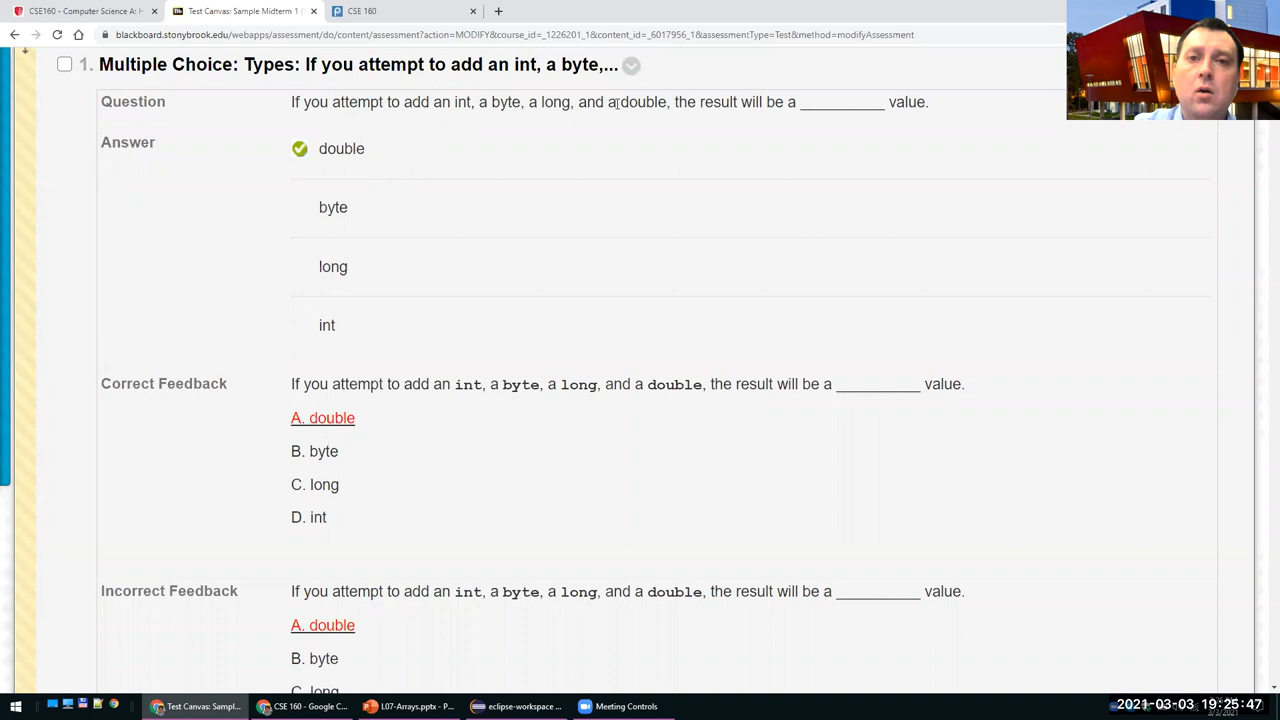 CSE160 - Computer Science A: H
Test Canvas: Sample Midterm 1 (
CSE 160
blackboard.stonybrook.edu/webapps/assessment/do/content/assessment?action=MODIFY&course_id=_1226201_1&content_id=_6017956_1&assessmentType=Test&method=modifyAssessment
1. Multiple Choice: Types: If you attempt to add an int, a byte,...
Question If you attempt to add an int, a byte, a long, and a double, the result will be a __________ value.
Answer
double
byte
long
int
Correct Feedback If you attempt to add an int, a byte, a long, and a double, the result will be a __________ value.
A. double
B. byte
C. long
D. int
Incorrect Feedback If you attempt to add an int, a byte, a long, and a double, the result will be a __________ value.
A. double
B. byte
C. long
Test Canvas: Sampl...
CSE 160 - Google C...
L07-Arrays.pptx - P...
eclipse-workspace ...
Meeting Controls
2021-03-03 19:25:47
3/3/2021